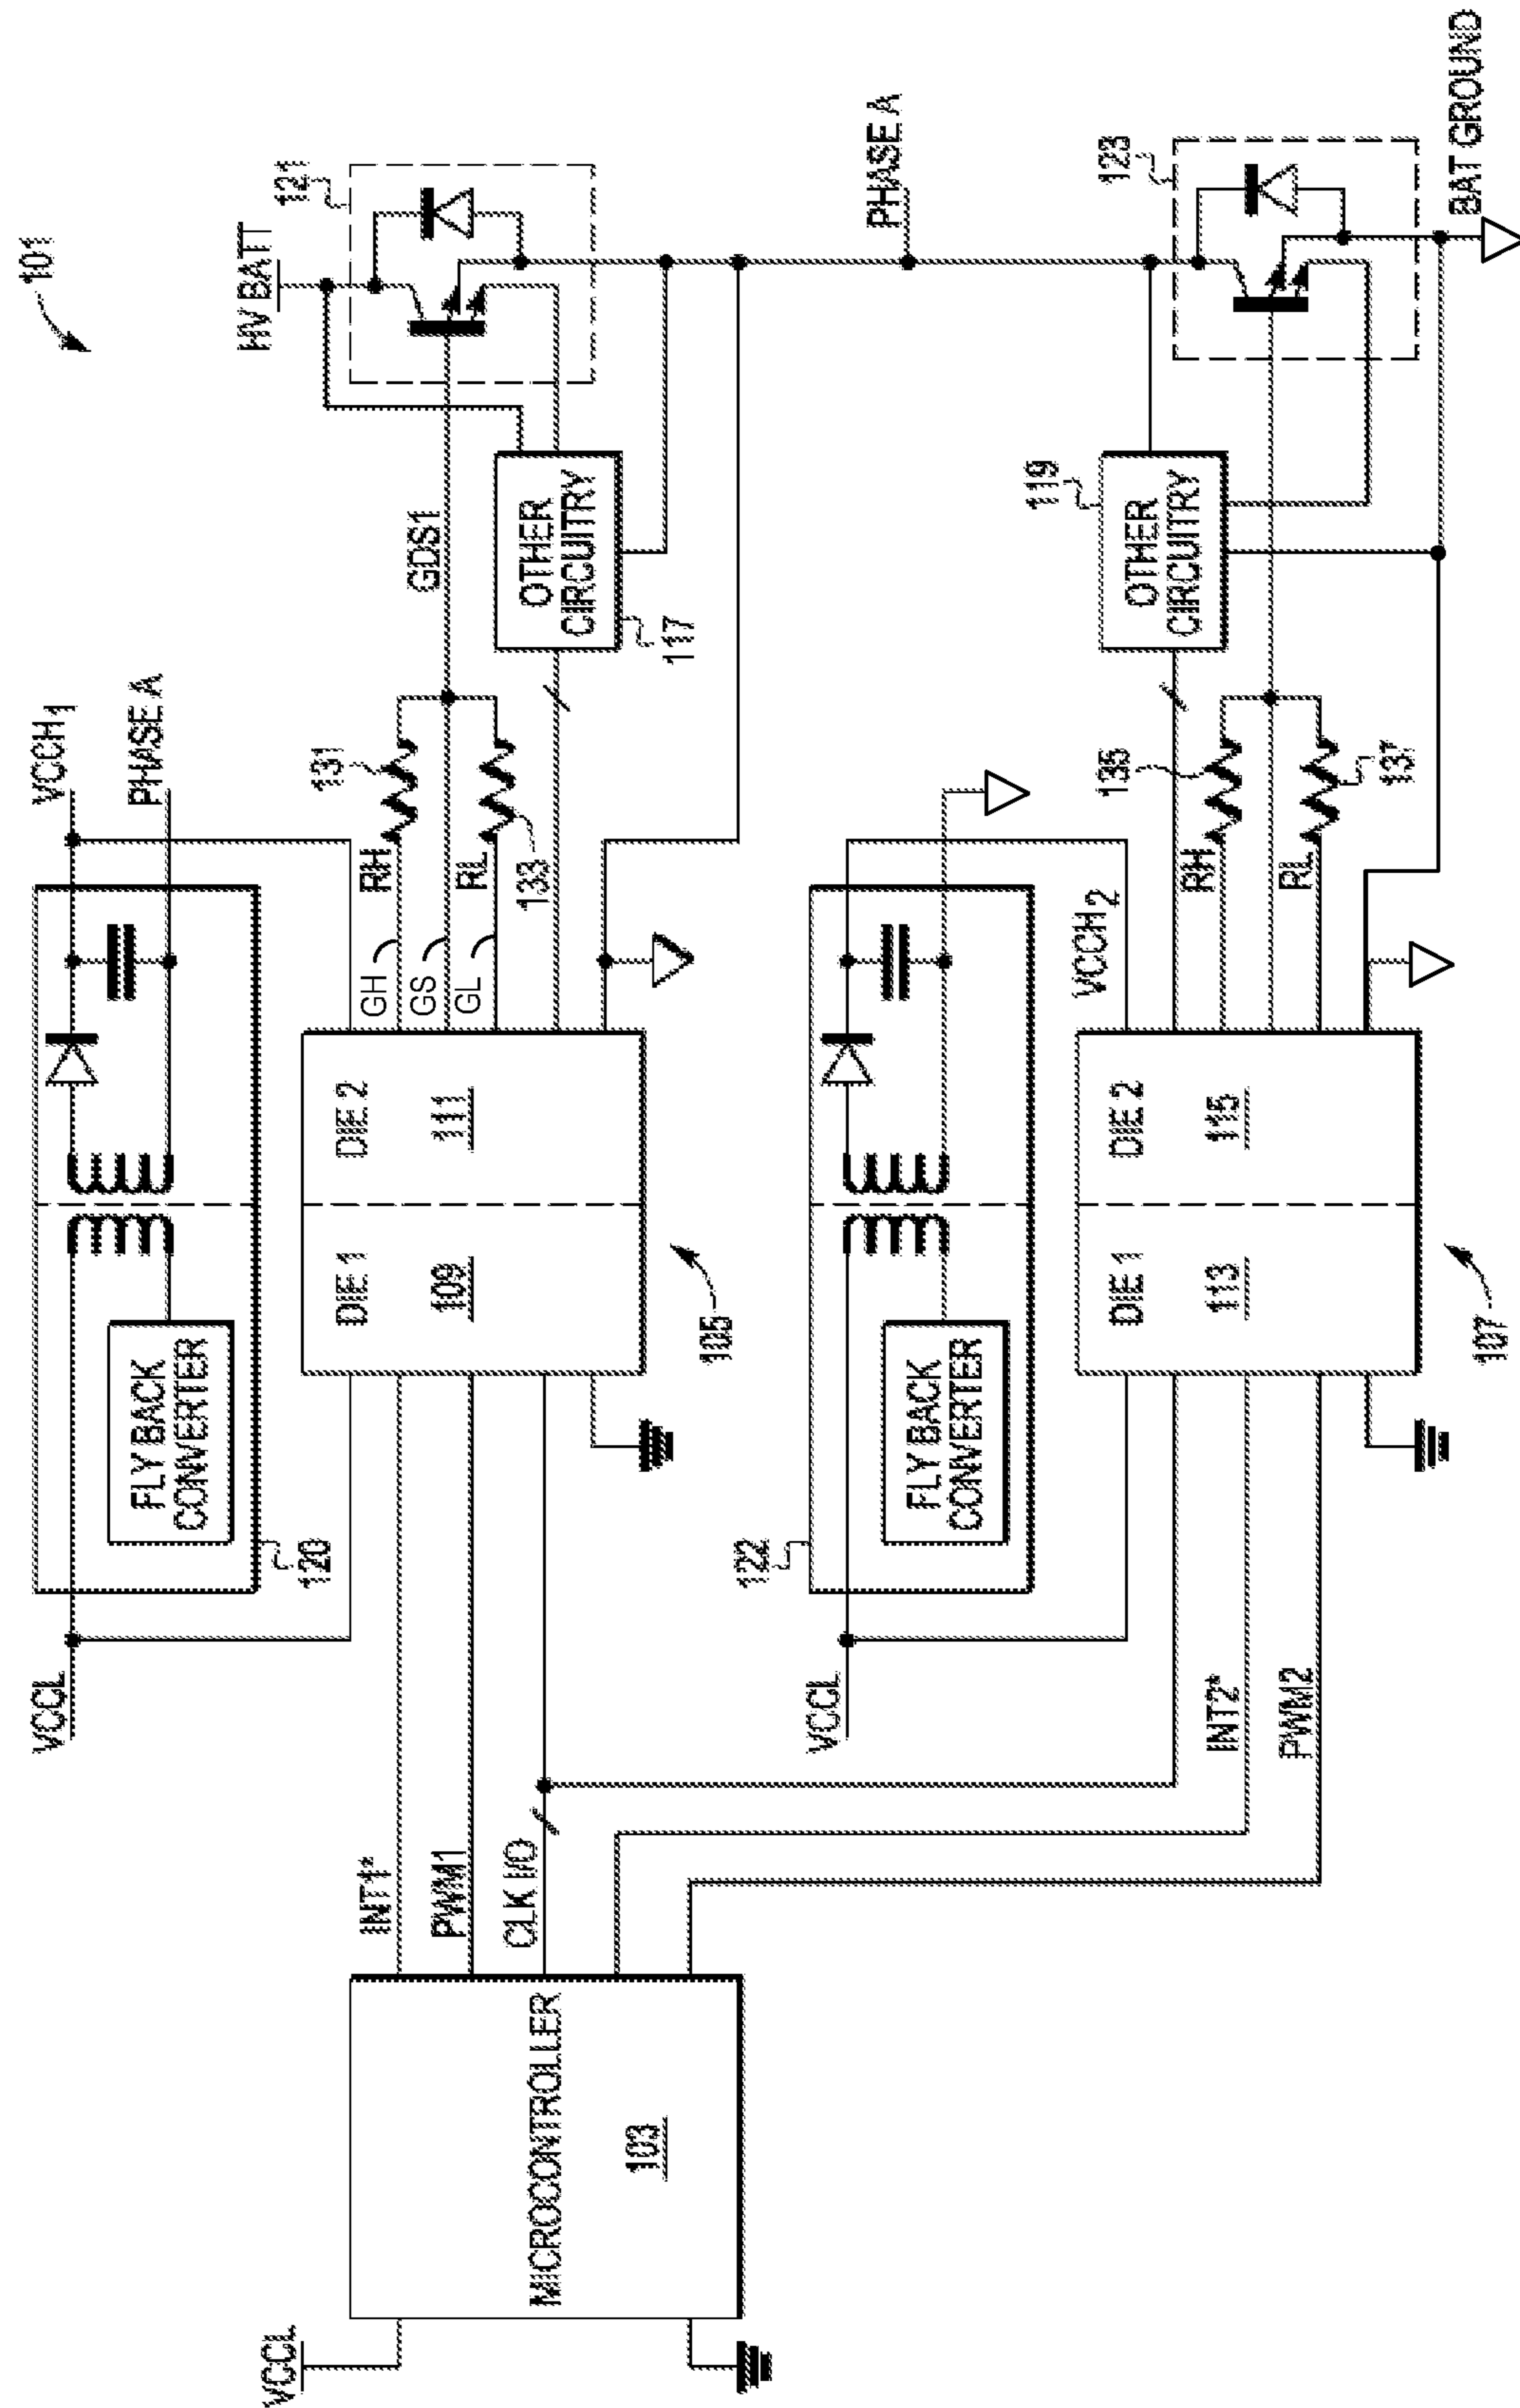 101
VCCL
VCCH1
PHASE A
FLY BACK
CONVERTER
120
HV BATT
121
INT1*
PWM1
CLK I/O
DIE 1
109
DIE 2
111
105
GH
GS
GL
RH
RL
131
133
GDS1
OTHER
CIRCUITRY
117
VCCL
MICROCONTROLLER
103
PHASE A
VCCL
122
FLY BACK
CONVERTER
VCCH2
INT2*
PWM2
DIE 1
113
DIE 2
115
107
RH
RL
135
137
119
OTHER
CIRCUITRY
123
BAT GROUND